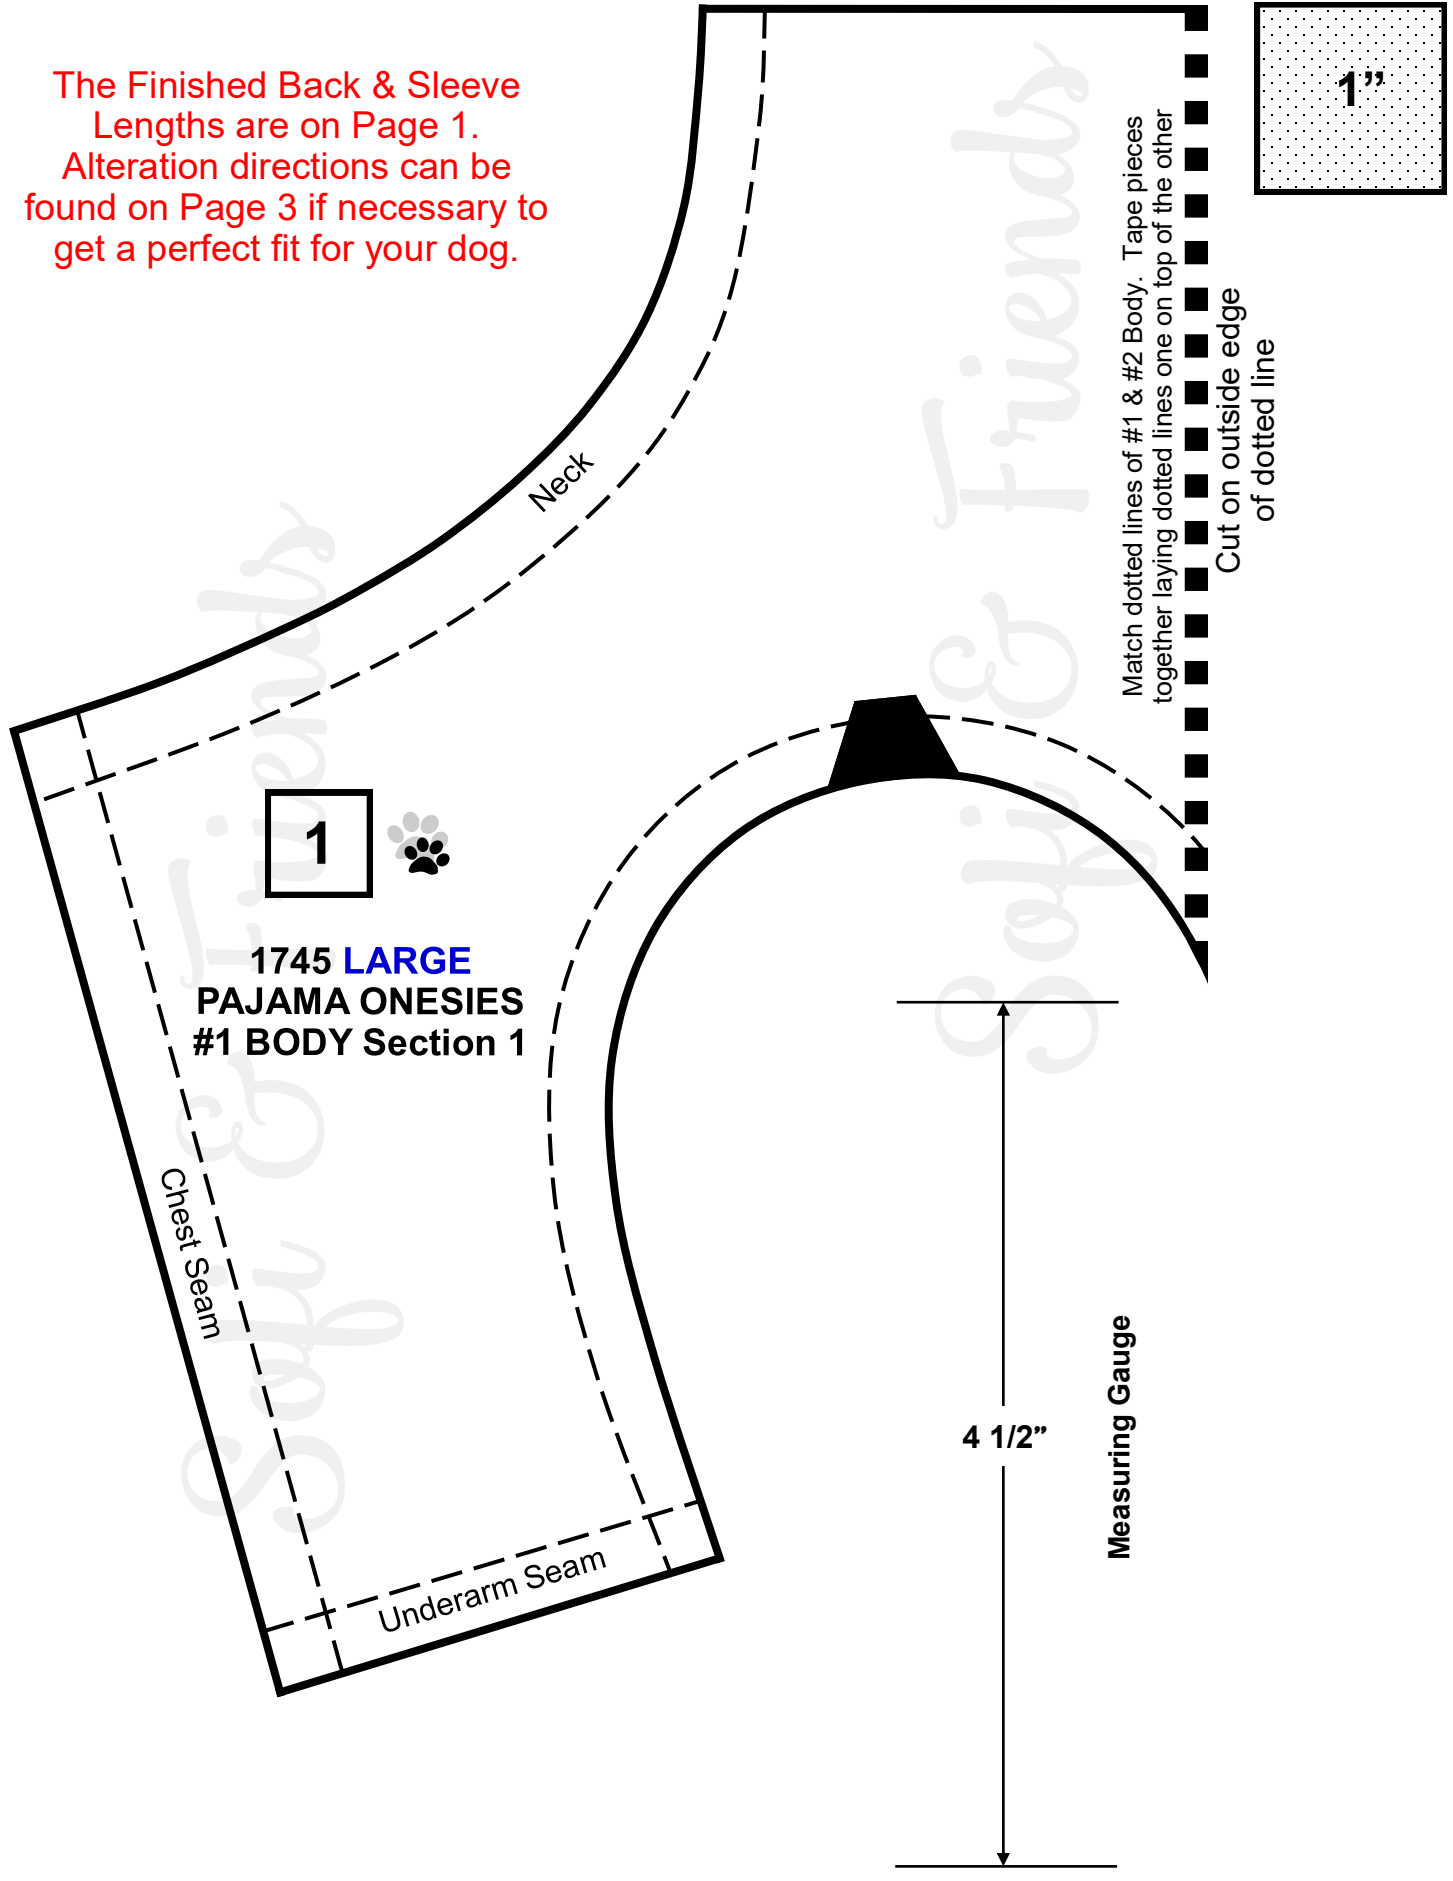 The Finished Back & Sleeve
Lengths are on Page 1.
Alteration directions can be
found on Page 3 if necessary to
get a perfect fit for your dog.
1”
Match dotted lines of #1 & #2 Body.  Tape pieces
together laying dotted lines one on top of the other
Cut on outside edge
of dotted line
Neck
Sofi & Friends
Sofi & Friends
1
1745 LARGE
PAJAMA ONESIES
#1 BODY Section 1
Chest Seam
Underarm Seam
4 1/2”
Measuring Gauge